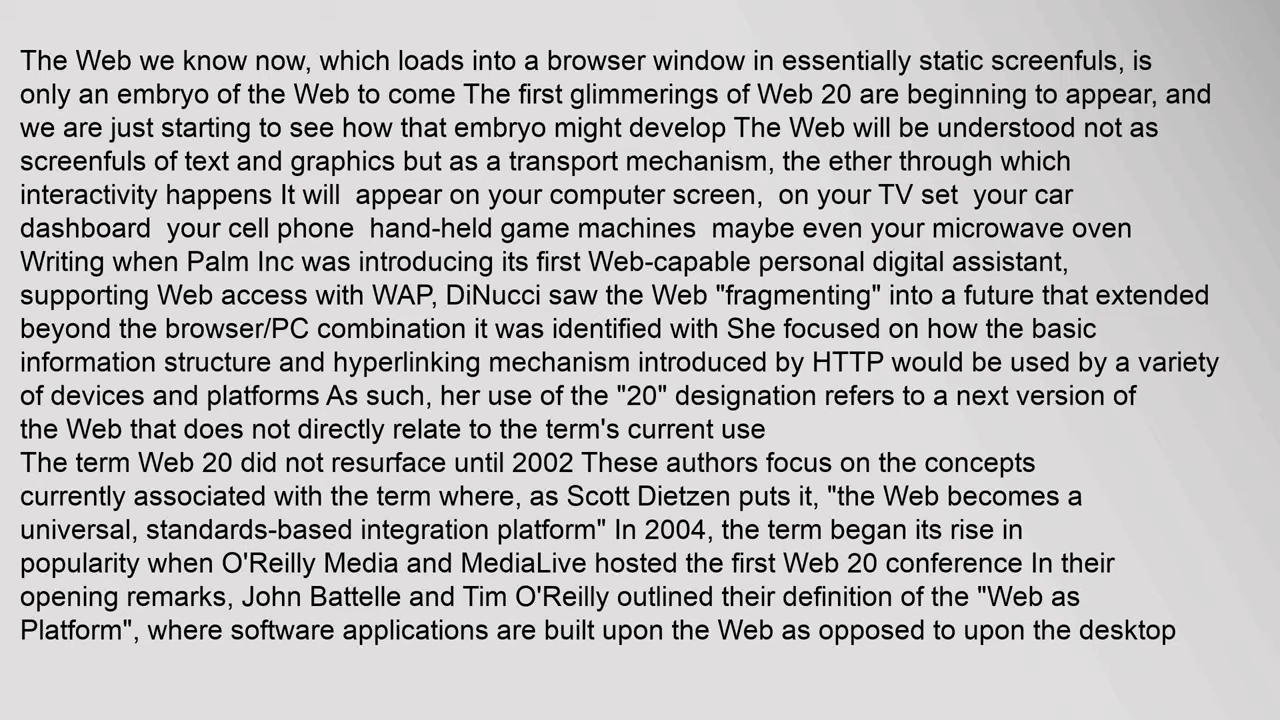 The Web we know now, which loads into a browser window in essentially static screenfuls, is
only an embryo of the Web to come The first glimmerings of Web 20 are beginning to appear, and
we are just starting to see how that embryo might develop The Web will be understood not as
screenfuls of text and graphics but as a transport mechanism, the ether through which
interactivity happens It will  appear on your computer screen,  on your TV set  your car
dashboard  your cell phone  hand-held game machines  maybe even your microwave oven
Writing when Palm Inc was introducing its first Web-capable personal digital assistant,
supporting Web access with WAP, DiNucci saw the Web "fragmenting" into a future that extended
beyond the browser/PC combination it was identified with She focused on how the basic
information structure and hyperlinking mechanism introduced by HTTP would be used by a variety
of devices and platforms As such, her use of the "20" designation refers to a next version of
the Web that does not directly relate to the term's current use
The term Web 20 did not resurface until 2002 These authors focus on the concepts
currently associated with the term where, as Scott Dietzen puts it, "the Web becomes a
universal, standards-based integration platform" In 2004, the term began its rise in
popularity when O'Reilly Media and MediaLive hosted the first Web 20 conference In their
opening remarks, John Battelle and Tim O'Reilly outlined their definition of the "Web as
Platform", where software applications are built upon the Web as opposed to upon the desktop